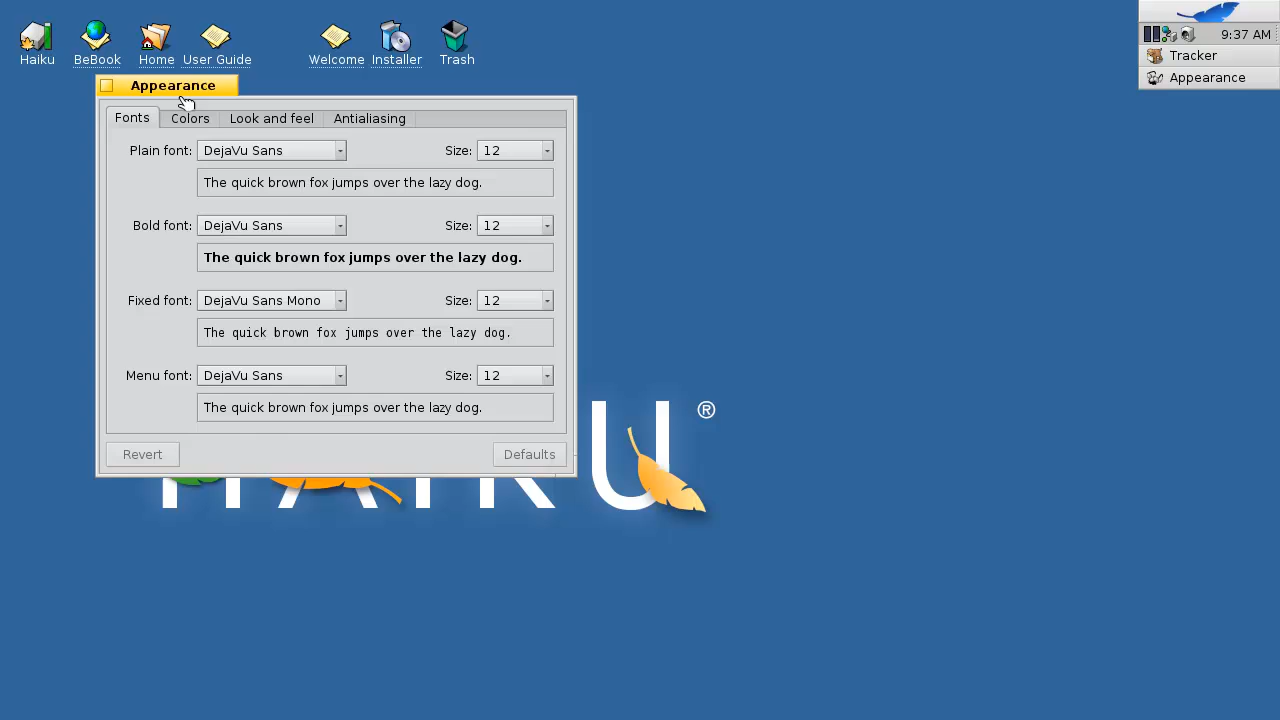 Haiku
BeBook
Home
User Guide
Welcome
Installer
Trash
9:37 AM
Tracker
Appearance
Appearance
Fonts
Colors
Look and feel
Antialiasing
Plain font: DejaVu Sans Size: 12
The quick brown fox jumps over the lazy dog.
Bold font: DejaVu Sans Size: 12
The quick brown fox jumps over the lazy dog.
Fixed font: DejaVu Sans Mono Size: 12
The quick brown fox jumps over the lazy dog.
Menu font: DejaVu Sans Size: 12
The quick brown fox jumps over the lazy dog.
Revert
Defaults
HAIKU®